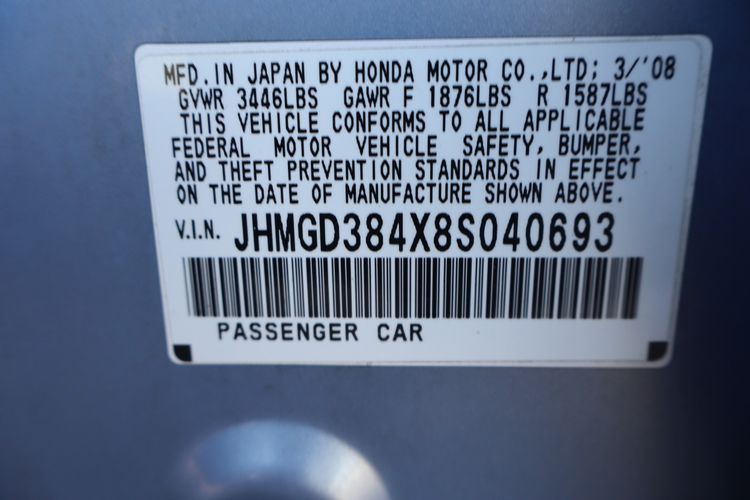 MFD. IN JAPAN BY HONDA MOTOR CO.,LTD; 3/'08
GVWR 3446LBS GAWR F 1876LBS R 1587LBS
THIS VEHICLE CONFORMS TO ALL APPLICABLE
FEDERAL MOTOR VEHICLE SAFETY, BUMPER,
AND THEFT PREVENTION STANDARDS IN EFFECT
ON THE DATE OF MANUFACTURE SHOWN ABOVE.
V.I.N. JHMGD384X8S040693
PASSENGER CAR